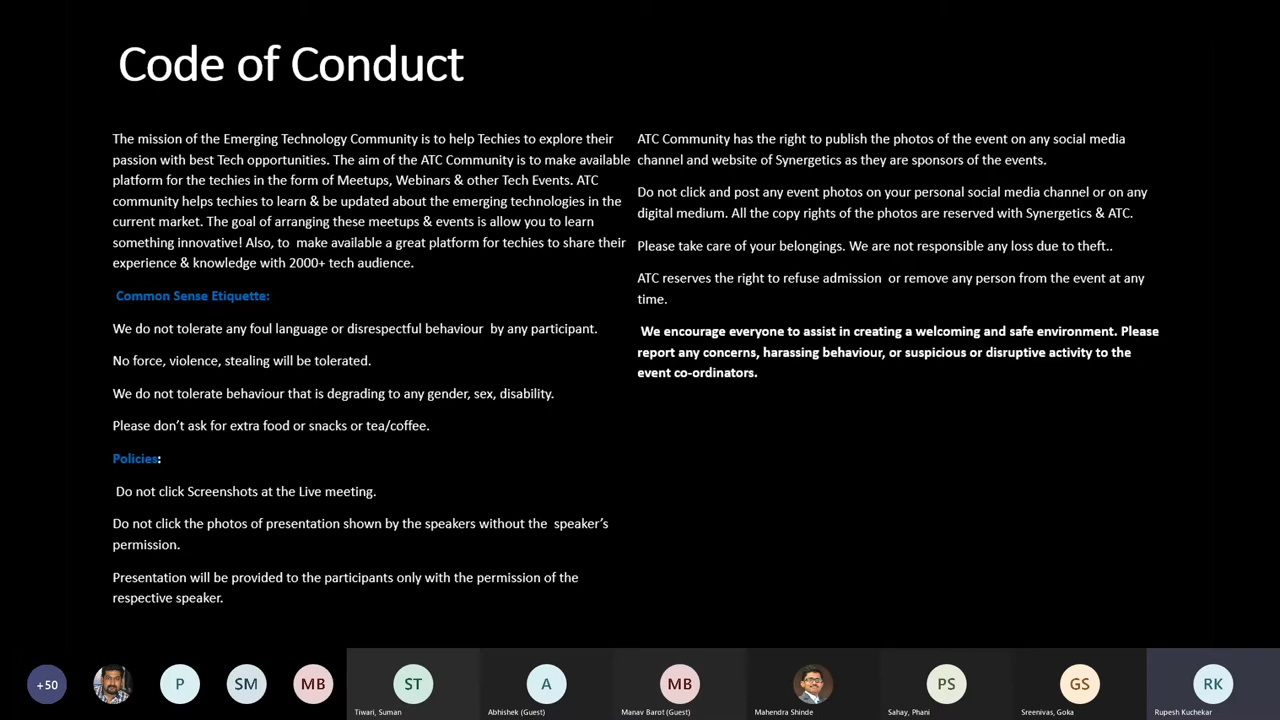 Code of Conduct
The mission of the Emerging Technology Community is to help Techies to explore their
passion with best Tech opportunities. The aim of the ATC Community is to make available
platform for the techies in the form of Meetups, Webinars & other Tech Events. ATC
community helps techies to learn & be updated about the emerging technologies in the
current market. The goal of arranging these meetups & events is allow you to learn
something innovative! Also, to  make available a great platform for techies to share their
experience & knowledge with 2000+ tech audience.
Common Sense Etiquette:
We do not tolerate any foul language or disrespectful behaviour  by any participant.
No force, violence, stealing will be tolerated.
We do not tolerate behaviour that is degrading to any gender, sex, disability.
Please don’t ask for extra food or snacks or tea/coffee.
Policies:
Do not click Screenshots at the Live meeting.
Do not click the photos of presentation shown by the speakers without the  speaker’s
permission.
Presentation will be provided to the participants only with the permission of the
respective speaker.
ATC Community has the right to publish the photos of the event on any social media
channel and website of Synergetics as they are sponsors of the events.
Do not click and post any event photos on your personal social media channel or on any
digital medium. All the copy rights of the photos are reserved with Synergetics & ATC.
Please take care of your belongings. We are not responsible any loss due to theft..
ATC reserves the right to refuse admission  or remove any person from the event at any
time.
We encourage everyone to assist in creating a welcoming and safe environment. Please
report any concerns, harassing behaviour, or suspicious or disruptive activity to the
event co-ordinators.
+50
P
SM
MB
ST
Tiwari, Suman
A
Abhishek (Guest)
MB
Manav Barot (Guest)
Mahendra Shinde
PS
Sahay, Phani
GS
Sreenivas, Goka
RK
Rupesh Kuchekar